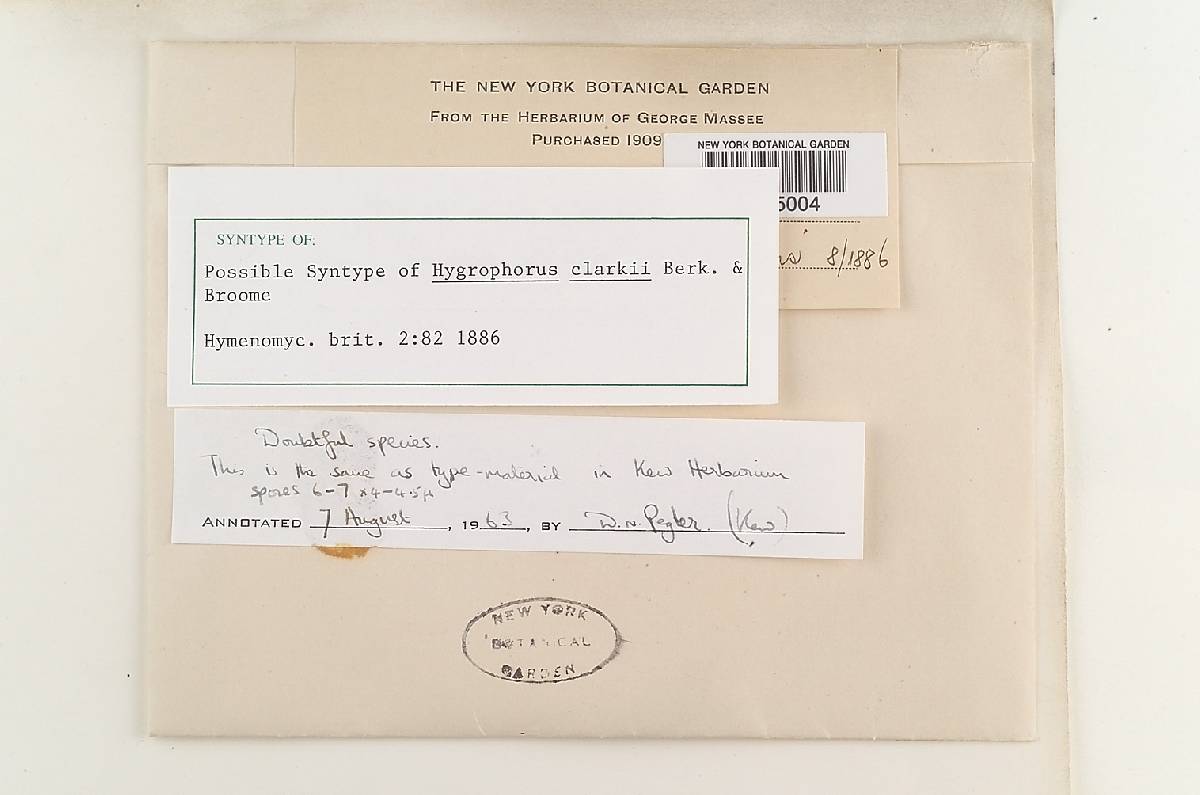 THE NEW YORK BOTANICAL GARDEN
FROM THE HERBARIUM OF GEORGE MASSEE
PURCHASED 1909
NEW YORK BOTANICAL GARDEN
5004
8/1886
SYNTYPE OF:
Possible Syntype of Hygrophorus clarkii Berk. &
Broome
Hymenomyc. brit. 2:82 1886
Doubtful species.
This is the same as type-material in Kew Herbarium
spores 6-7 x 4-4.5µ
ANNOTATED 7 August, 1963, BY D.N. Pegler. (Kew)
NEW YORK
BOTANICAL
GARDEN